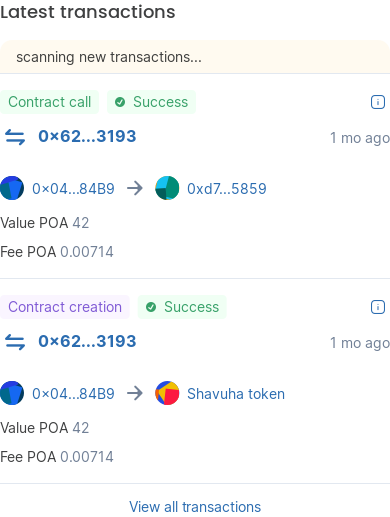 Latest transactions
scanning new transactions...
Contract call Success
0x62...3193 1 mo ago
0x04...84B9 0xd7...5859
Value POA 42
Fee POA 0.00714
Contract creation Success
0x62...3193 1 mo ago
0x04...84B9 Shavuha token
Value POA 42
Fee POA 0.00714
View all transactions